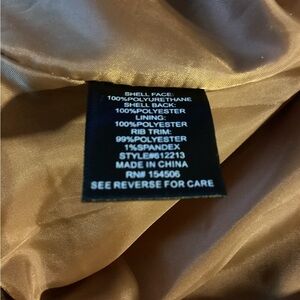 SHELL FACE:
100%POLYURETHANE
SHELL BACK:
100%POLYESTER
LINING:
100%POLYESTER
RIB TRIM:
99%POLYESTER
1%SPANDEX
STYLE#612213
MADE IN CHINA
RN# 154506
SEE REVERSE FOR CARE